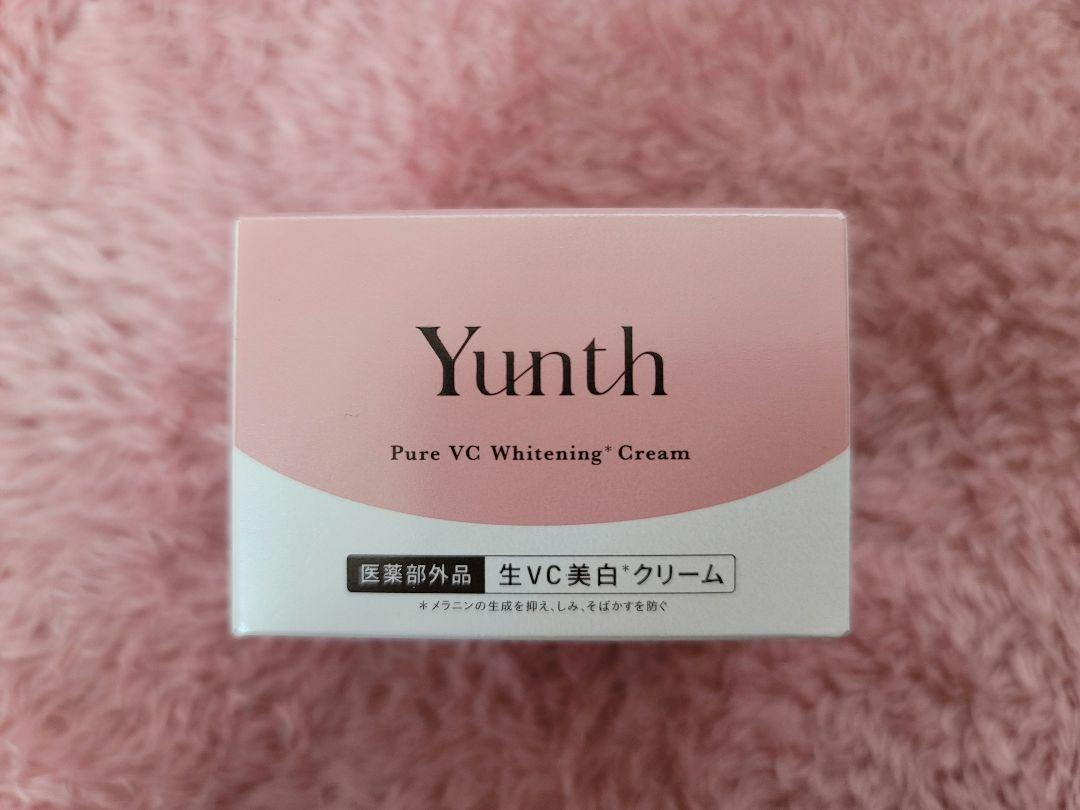 Yunth
Pure VC Whitening* Cream
医薬部外品 生VC美白*クリーム
*メラニンの生成を抑え、しみ、そばかすを防ぐ